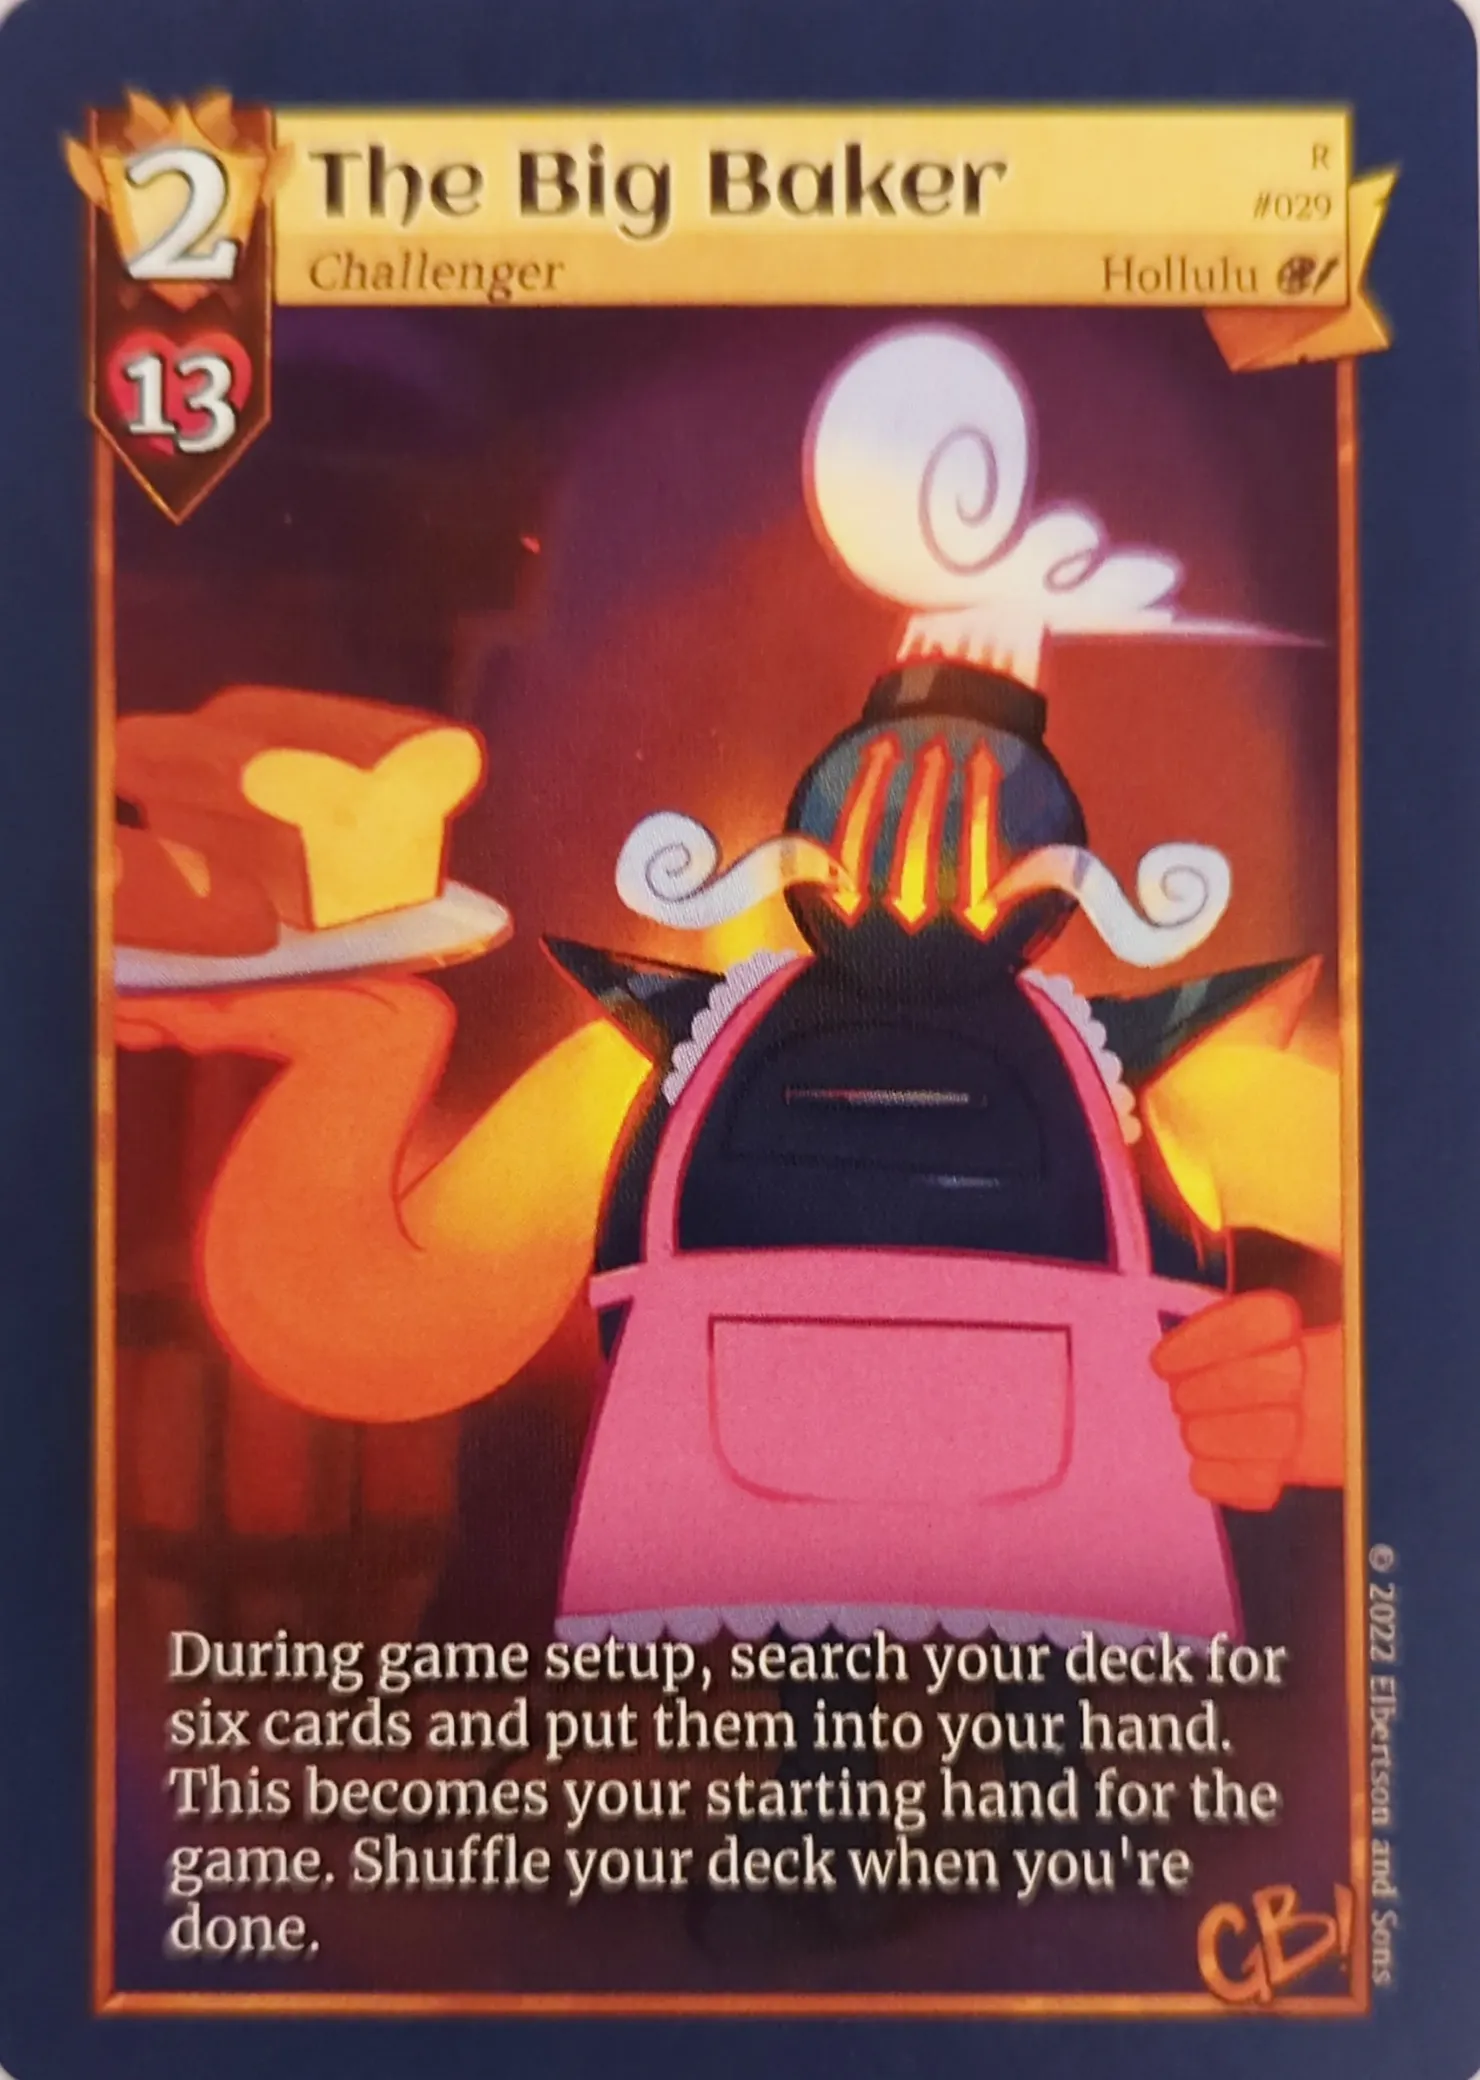 2
The Big Baker
R
#029
Challenger
Hollulu
13
During game setup, search your deck for
six cards and put them into your hand.
This becomes your starting hand for the
game. Shuffle your deck when you're
done.
GB!
© 2022 Elbertson and Sons